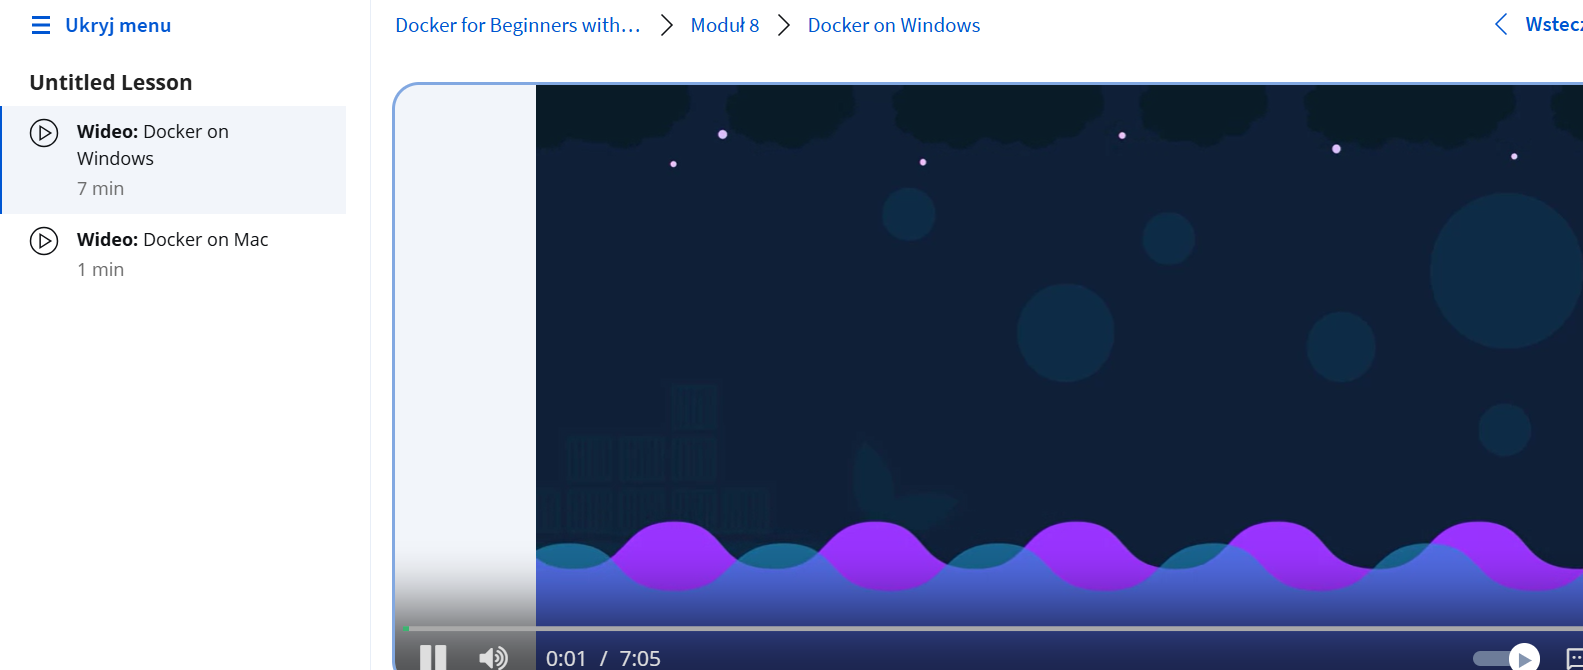 Ukryj menu
Docker for Beginners with…
Moduł 8
Docker on Windows
Untitled Lesson
Wideo: Docker on
Windows
7 min
Wideo: Docker on Mac
1 min
0:01 / 7:05